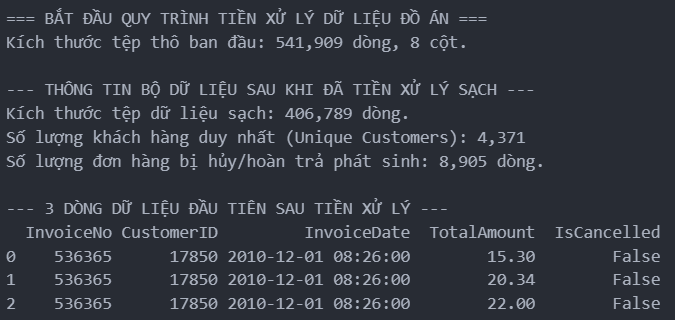 === BẮT ĐẦU QUY TRÌNH TIỀN XỬ LÝ DỮ LIỆU ĐỒ ÁN ===
Kích thước tệp thô ban đầu: 541,909 dòng, 8 cột.
--- THÔNG TIN BỘ DỮ LIỆU SAU KHI ĐÃ TIỀN XỬ LÝ SẠCH ---
Kích thước tệp dữ liệu sạch: 406,789 dòng.
Số lượng khách hàng duy nhất (Unique Customers): 4,371
Số lượng đơn hàng bị hủy/hoàn trả phát sinh: 8,905 dòng.
--- 3 DÒNG DỮ LIỆU ĐẦU TIÊN SAU TIỀN XỬ LÝ ---
InvoiceNo CustomerID InvoiceDate TotalAmount IsCancelled
0 536365 17850 2010-12-01 08:26:00 15.30 False
1 536365 17850 2010-12-01 08:26:00 20.34 False
2 536365 17850 2010-12-01 08:26:00 22.00 False